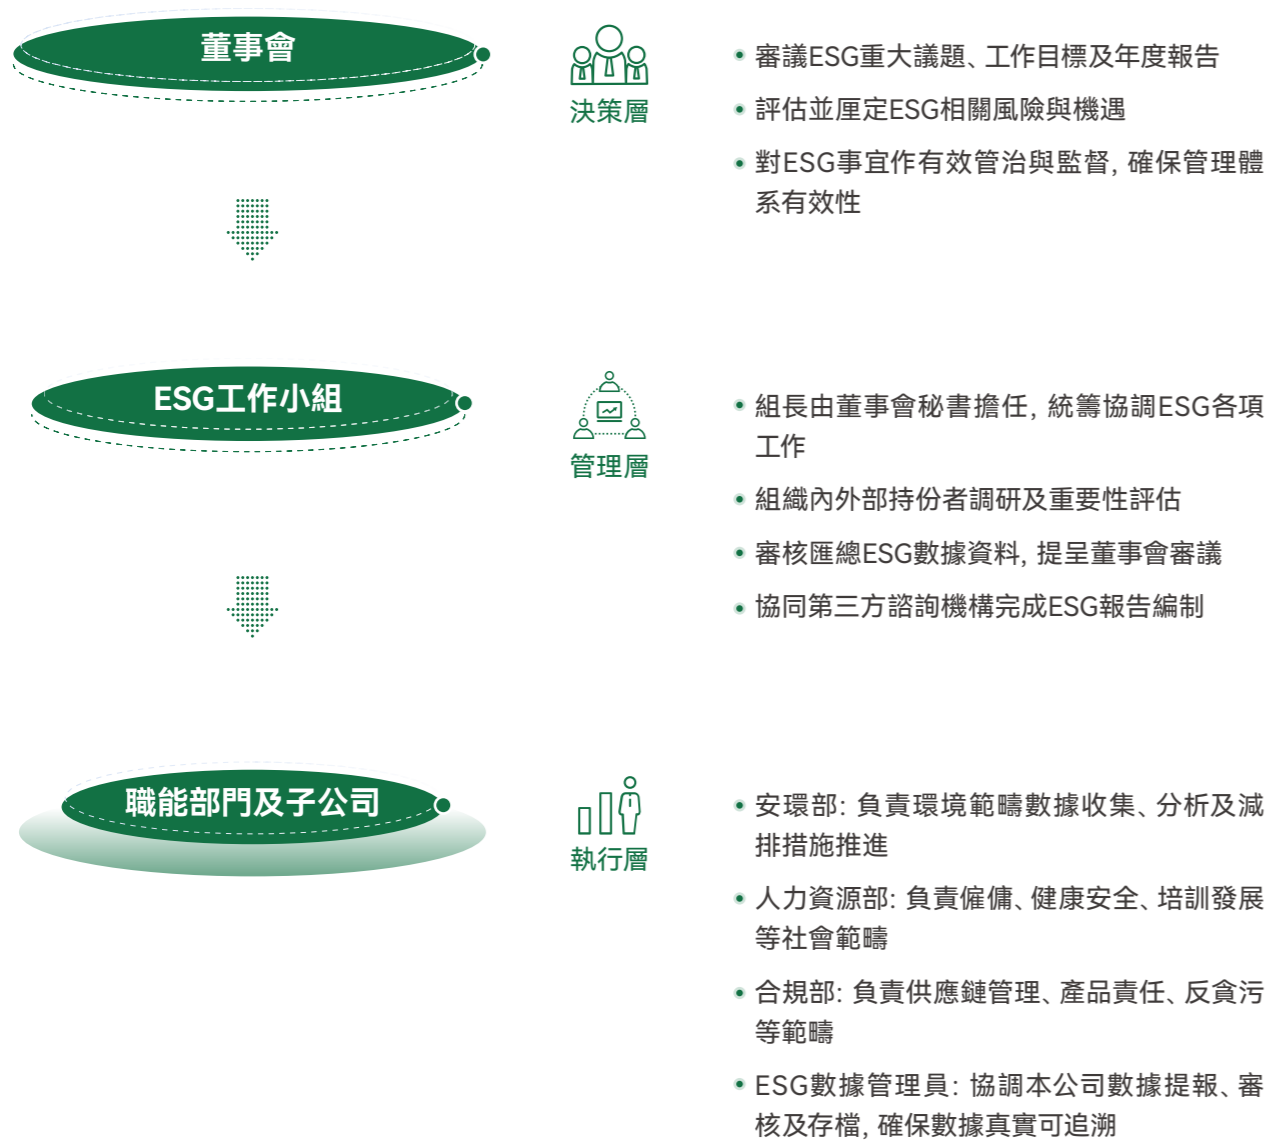 董事會
決策層
審議ESG重大議題、工作目標及年度報告
評估並厘定ESG相關風險與機遇
對ESG事宜作有效管治與監督, 確保管理體
系有效性
ESG工作小組
管理層
組長由董事會秘書擔任, 統籌協調ESG各項
工作
組織內外部持份者調研及重要性評估
審核匯總ESG數據資料, 提呈董事會審議
協同第三方諮詢機構完成ESG報告編制
職能部門及子公司
執行層
安環部: 負責環境範疇數據收集、分析及減
排措施推進
人力資源部: 負責僱傭、健康安全、培訓發展
等社會範疇
合規部: 負責供應鏈管理、產品責任、反貪污
等範疇
ESG數據管理員: 協調本公司數據提報、審
核及存檔, 確保數據真實可追溯